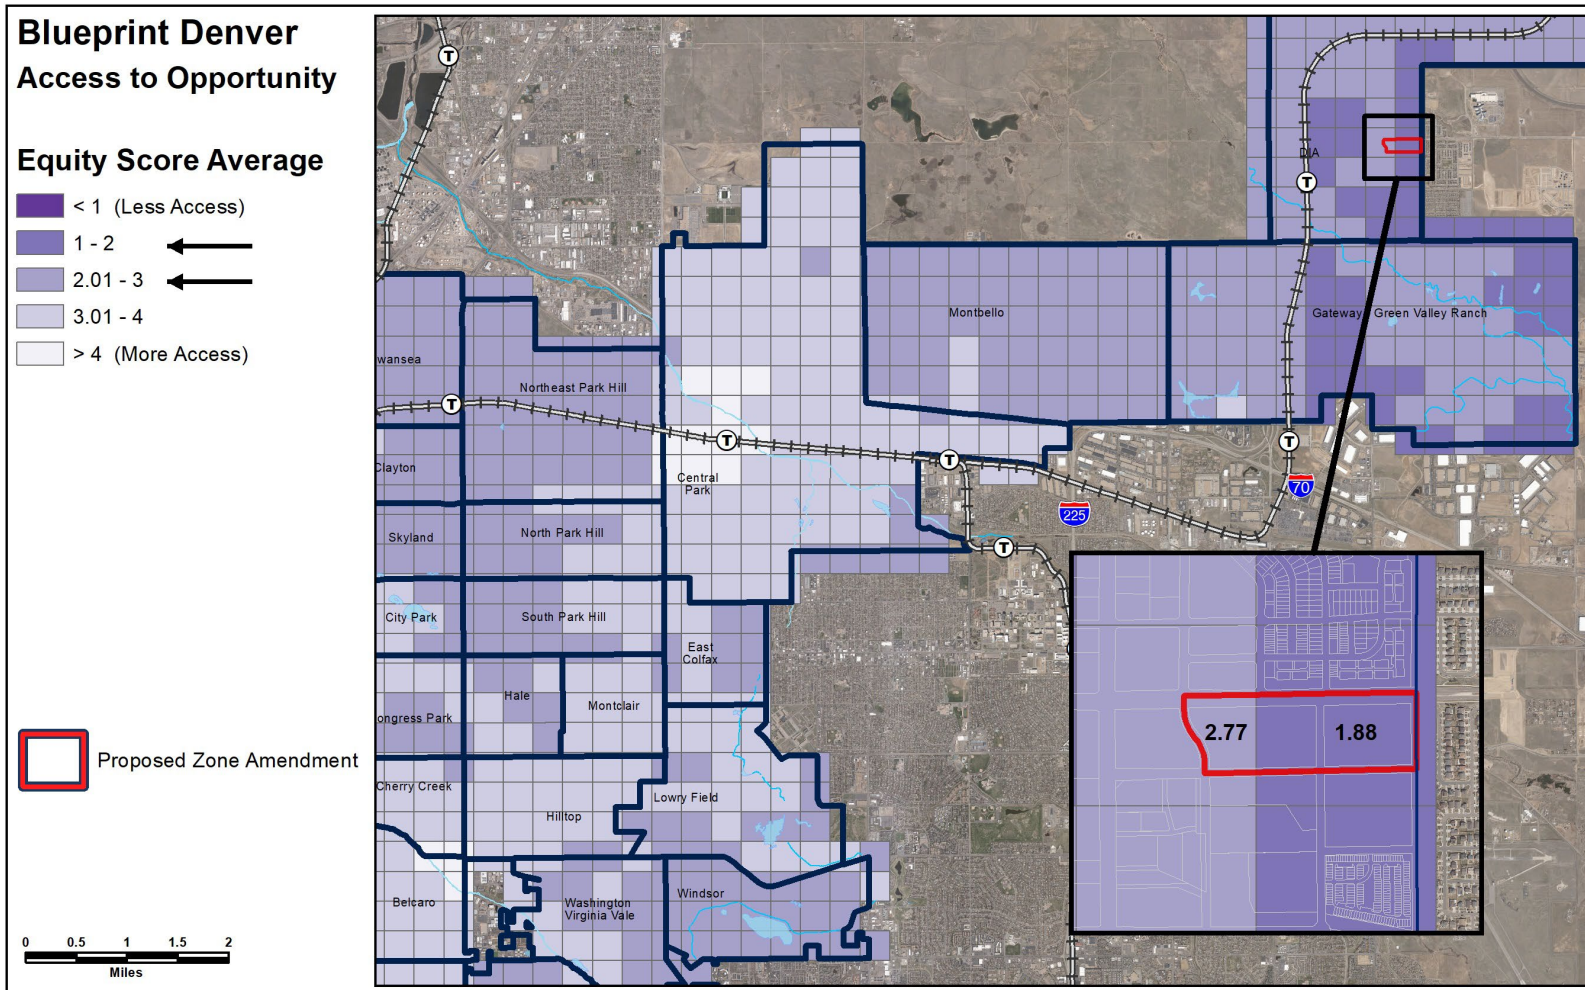 Blueprint Denver
Access to Opportunity
Equity Score Average
< 1 (Less Access)
1 - 2
2.01 - 3
3.01 - 4
> 4 (More Access)
Proposed Zone Amendment
0 0.5 1 1.5 2
Miles
T
DIA
T
Montbello
Gateway
Green Valley Ranch
wansea
Northeast Park Hill
T
T
T
T
Clayton
Central
Park
70
225
Skyland
North Park Hill
T
City Park
South Park Hill
East
Colfax
Hale
Montclair
ongress Park
2.77
1.88
Cherry Creek
Lowry Field
Hilltop
Belcaro
Washington
Virginia Vale
Windsor